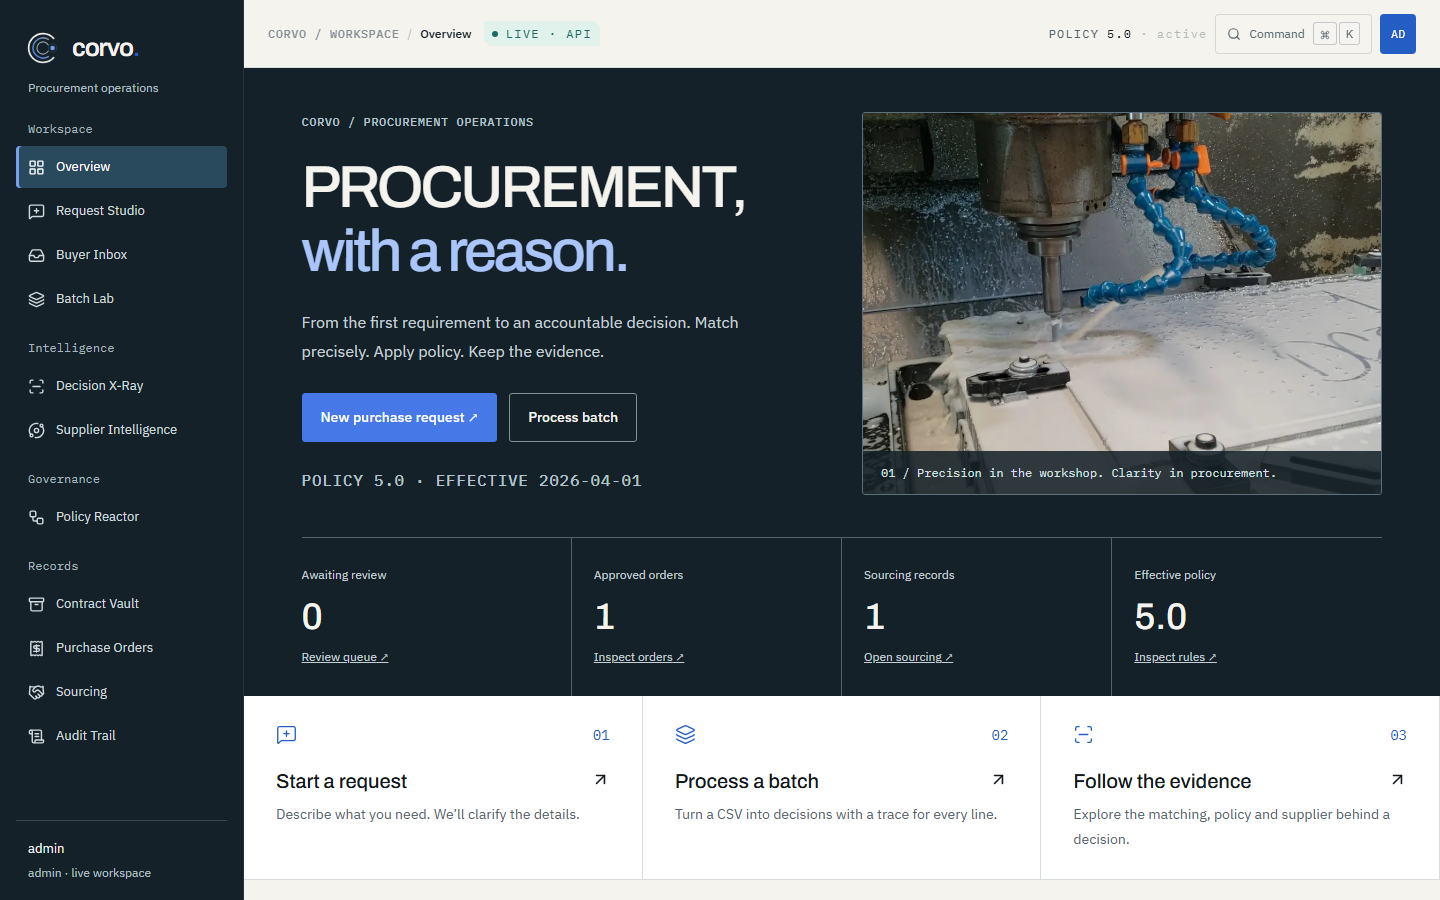 corvo.
Procurement operations
Workspace
Overview
Request Studio
Buyer Inbox
Batch Lab
Intelligence
Decision X-Ray
Supplier Intelligence
Governance
Policy Reactor
Records
Contract Vault
Purchase Orders
Sourcing
Audit Trail
admin
admin · live workspace
CORVO / WORKSPACE / Overview
LIVE · API
POLICY 5.0 · active
Command ⌘ K
AD
CORVO / PROCUREMENT OPERATIONS
PROCUREMENT,
with a reason.
From the first requirement to an accountable decision. Match
precisely. Apply policy. Keep the evidence.
New purchase request ↗
Process batch
POLICY 5.0 · EFFECTIVE 2026-04-01
01 / Precision in the workshop. Clarity in procurement.
Awaiting review
0
Review queue ↗
Approved orders
1
Inspect orders ↗
Sourcing records
1
Open sourcing ↗
Effective policy
5.0
Inspect rules ↗
01
Start a request
Describe what you need. We’ll clarify the details.
02
Process a batch
Turn a CSV into decisions with a trace for every line.
03
Follow the evidence
Explore the matching, policy and supplier behind a
decision.